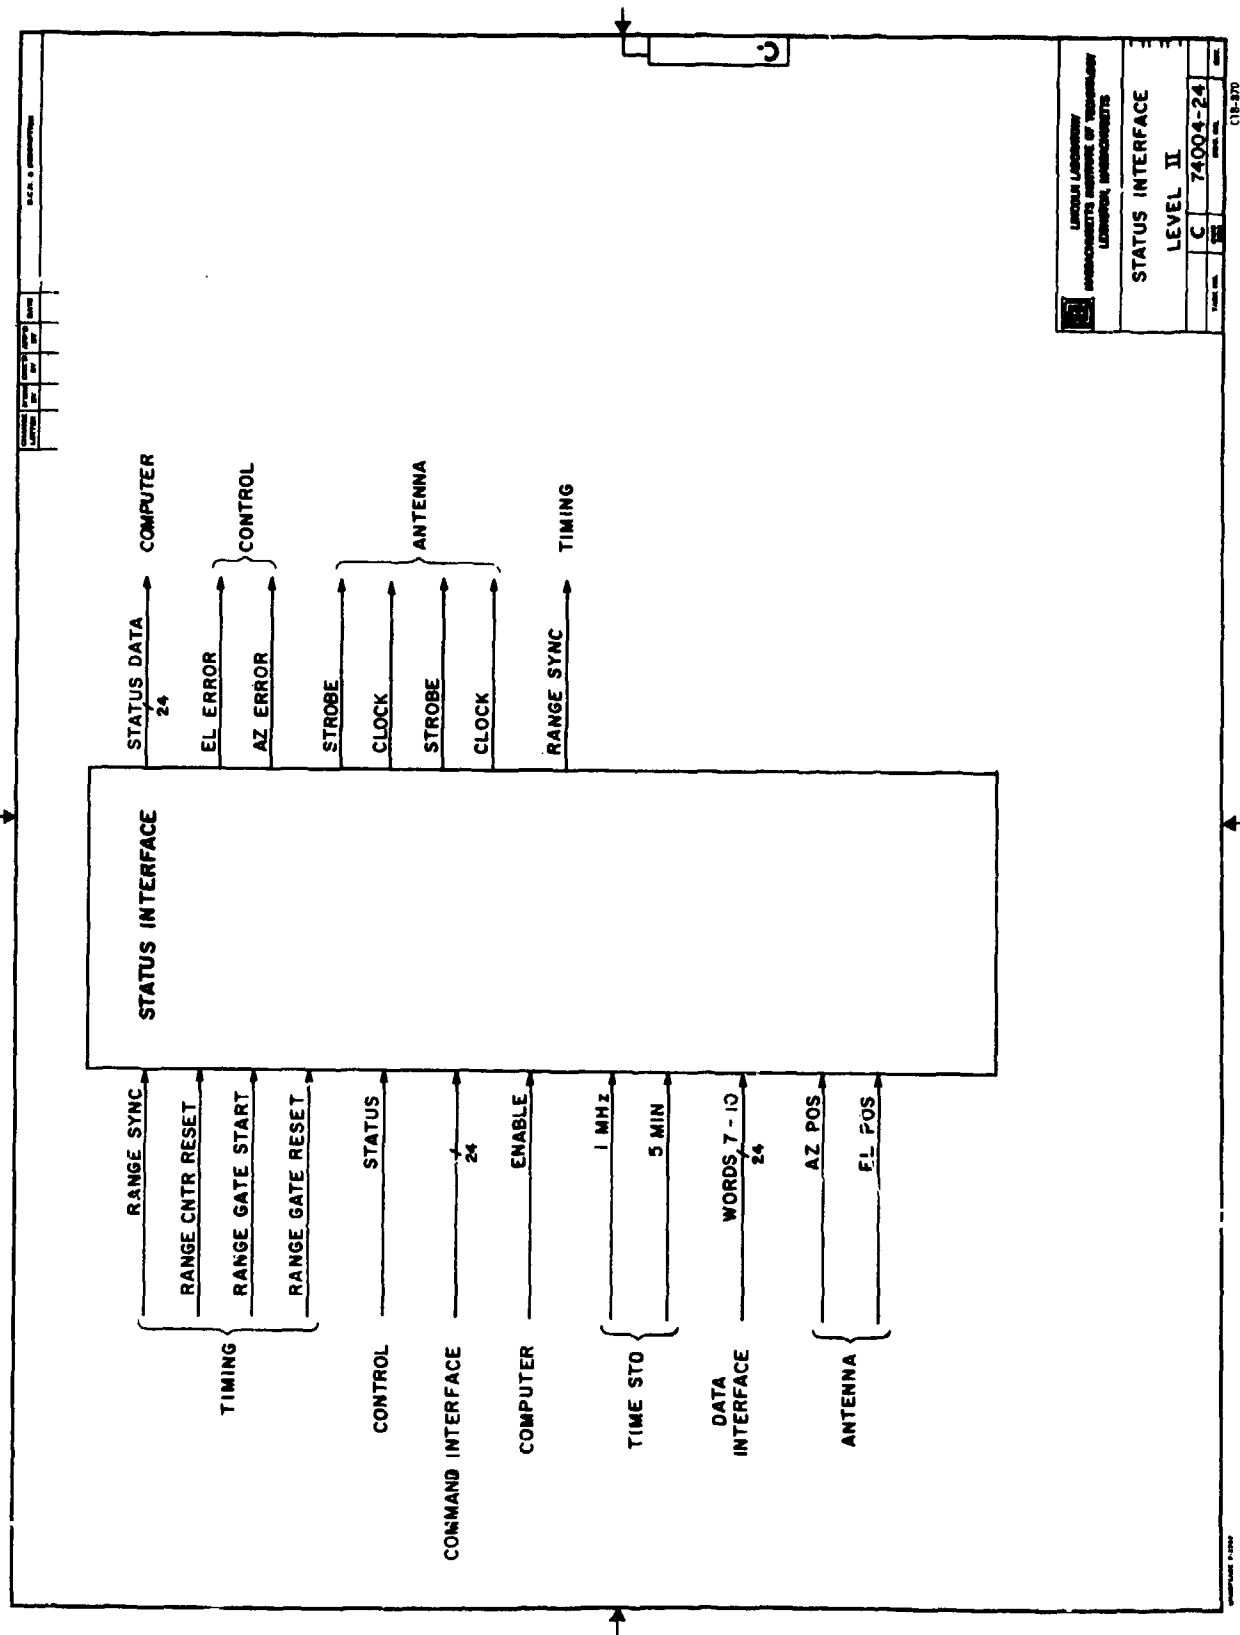 STATUS INTERFACE
TIMING
RANGE SYNC
RANGE CNTR RESET
RANGE GATE START
RANGE GATE RESET
CONTROL
STATUS
COMMAND INTERFACE
24
COMPUTER
ENABLE
TIME STD
1 MHz
5 MIN
DATA
INTERFACE
WORDS 7-10
24
ANTENNA
AZ POS
EL POS
STATUS DATA
24
COMPUTER
EL ERROR
AZ ERROR
CONTROL
STROBE
CLOCK
STROBE
CLOCK
ANTENNA
RANGE SYNC
TIMING
LINCOLN LABORATORY
MASSACHUSETTS INSTITUTE OF TECHNOLOGY
LEXINGTON, MASSACHUSETTS
STATUS INTERFACE
LEVEL II
C 74004-24
C18-870